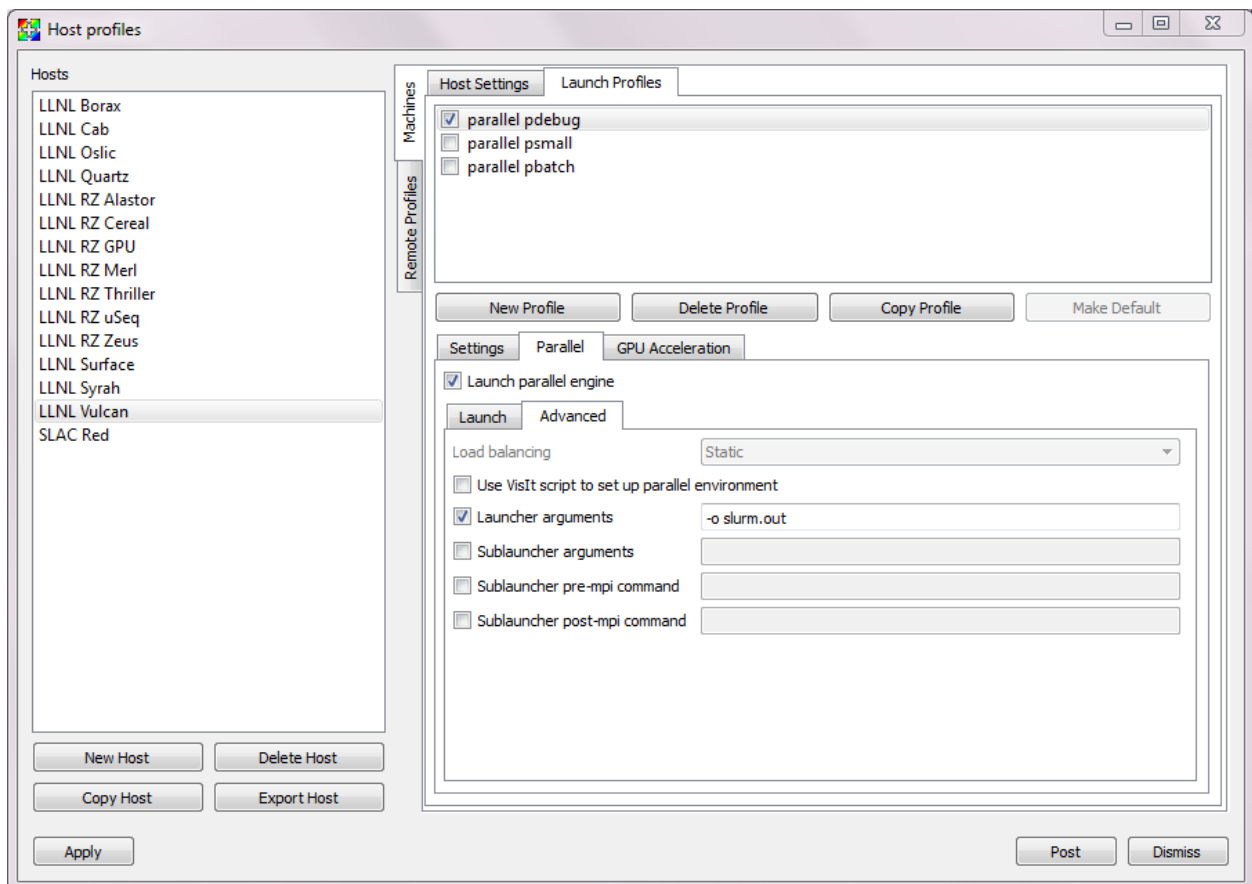 Host profiles
Hosts
LLNL Borax
LLNL Cab
LLNL Oslic
LLNL Quartz
LLNL RZ Alastor
LLNL RZ Cereal
LLNL RZ GPU
LLNL RZ Merl
LLNL RZ Thriller
LLNL RZ uSeq
LLNL RZ Zeus
LLNL Surface
LLNL Syrah
LLNL Vulcan
SLAC Red
New Host Delete Host
Copy Host Export Host
Machines
Remote Profiles
Host Settings Launch Profiles
parallel pdebug
parallel psmall
parallel pbatch
New Profile Delete Profile Copy Profile Make Default
Settings Parallel GPU Acceleration
Launch parallel engine
Launch Advanced
Load balancing Static
Use VisIt script to set up parallel environment
Launcher arguments -o slurm.out
Sublauncher arguments
Sublauncher pre-mpi command
Sublauncher post-mpi command
Apply Post Dismiss